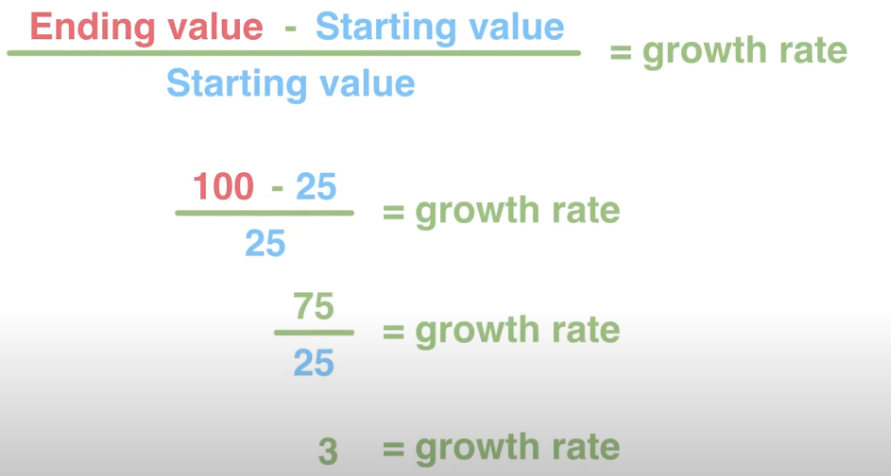 Ending value - Starting value
Starting value
= growth rate
100 - 25
25
= growth rate
75
25
= growth rate
3 = growth rate